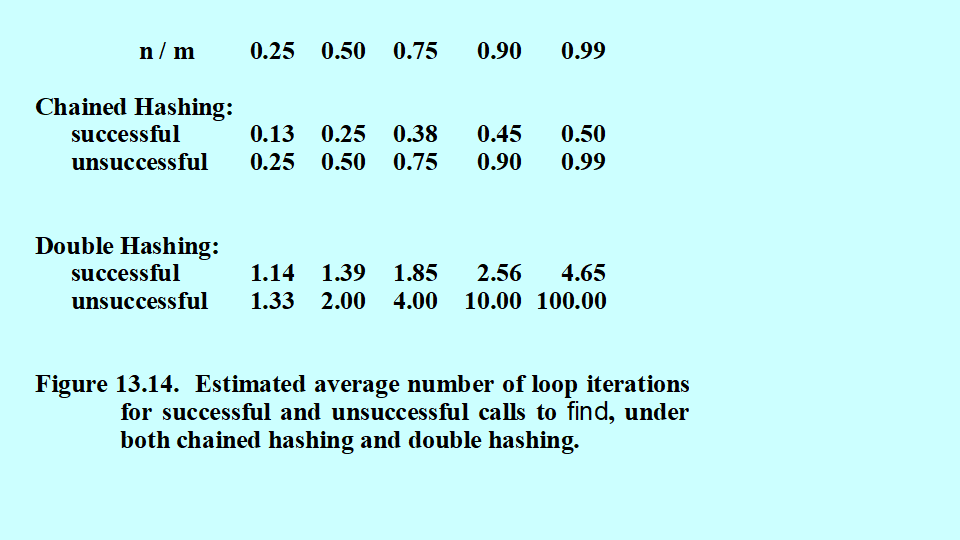 n / m 0.25 0.50 0.75 0.90 0.99
Chained Hashing:
successful 0.13 0.25 0.38 0.45 0.50
unsuccessful 0.25 0.50 0.75 0.90 0.99
Double Hashing:
successful 1.14 1.39 1.85 2.56 4.65
unsuccessful 1.33 2.00 4.00 10.00 100.00
Figure 13.14. Estimated average number of loop iterations
for successful and unsuccessful calls to find, under
both chained hashing and double hashing.